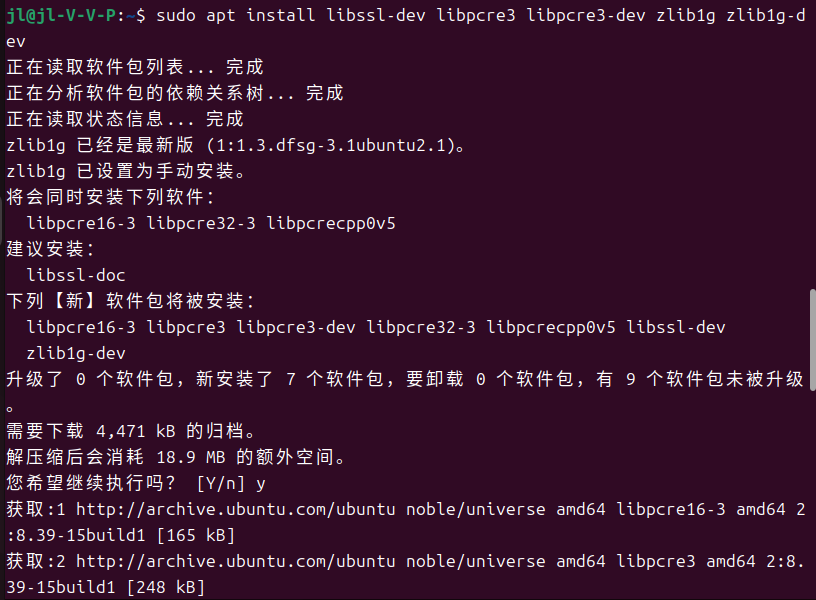 jl@jl-V-V-P:~$ sudo apt install libssl-dev libpcre3 libpcre3-dev zlib1g zlib1g-d
ev
正在读取软件包列表... 完成
正在分析软件包的依赖关系树... 完成
正在读取状态信息... 完成
zlib1g 已经是最新版 (1:1.3.dfsg-3.1ubuntu2.1)。
zlib1g 已设置为手动安装。
将会同时安装下列软件：
  libpcre16-3 libpcre32-3 libpcrecpp0v5
建议安装：
  libssl-doc
下列【新】软件包将被安装：
  libpcre16-3 libpcre3 libpcre3-dev libpcre32-3 libpcrecpp0v5 libssl-dev
  zlib1g-dev
升级了 0 个软件包，新安装了 7 个软件包，要卸载 0 个软件包，有 9 个软件包未被升级
。
需要下载 4,471 kB 的归档。
解压缩后会消耗 18.9 MB 的额外空间。
您希望继续执行吗？ [Y/n] y
获取:1 http://archive.ubuntu.com/ubuntu noble/universe amd64 libpcre16-3 amd64 2
:8.39-15build1 [165 kB]
获取:2 http://archive.ubuntu.com/ubuntu noble/universe amd64 libpcre3 amd64 2:8.
39-15build1 [248 kB]